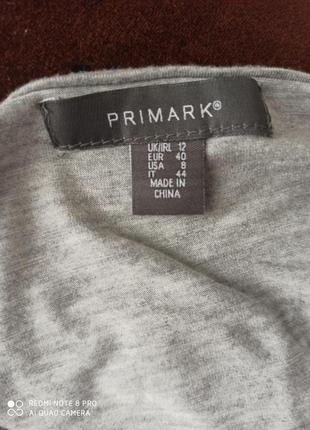 PRIMARK®
UK/IRL 12
EUR 40
USA 8
IT 44
MADE IN
CHINA
REDMI NOTE 8 PRO
AI QUAD CAMERA